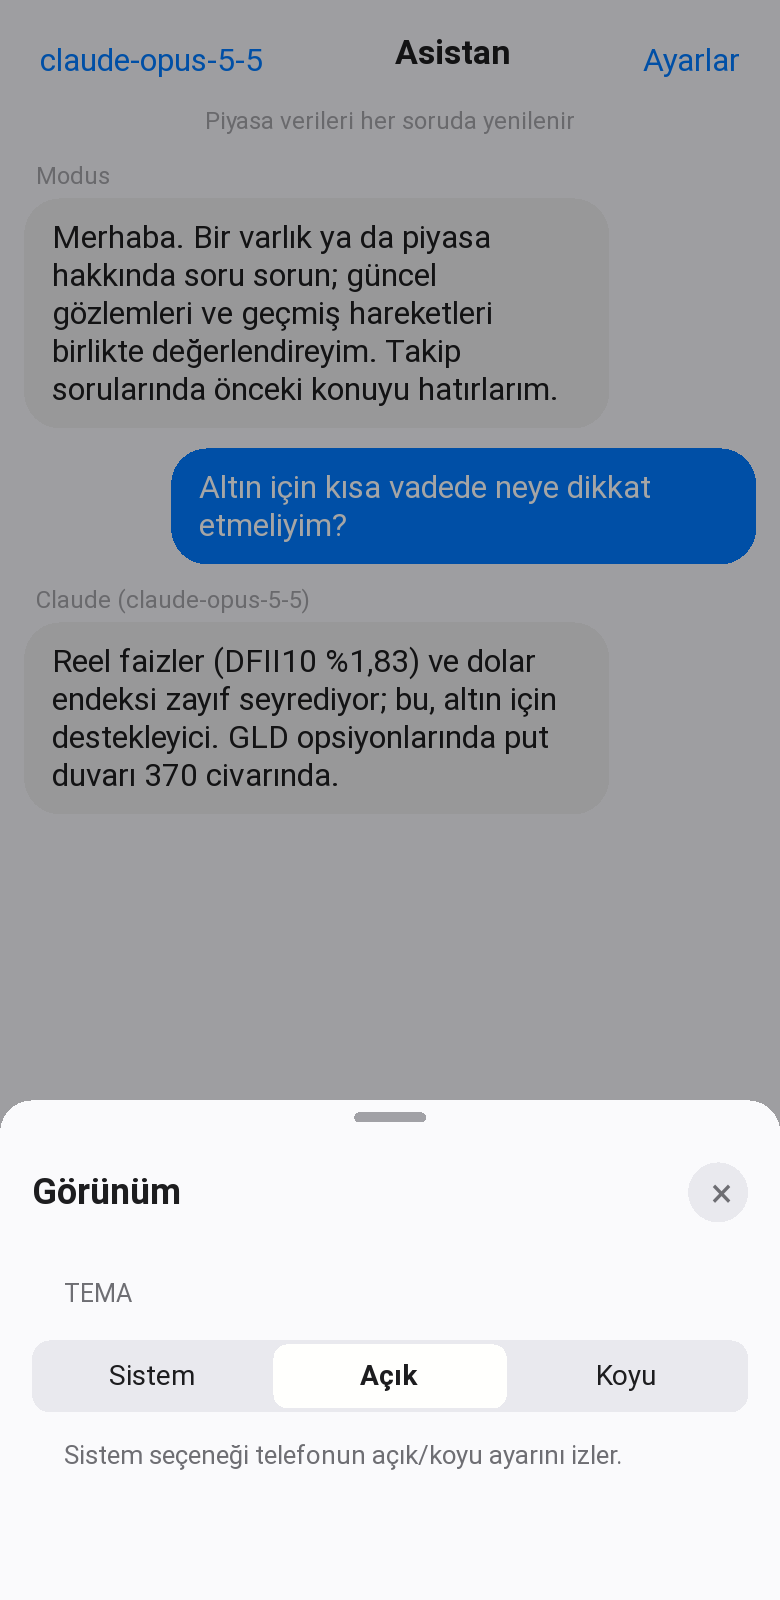 claude-opus-5-5
Asistan
Ayarlar
Piyasa verileri her soruda yenilenir
Modus
Merhaba. Bir varlık ya da piyasa
hakkında soru sorun; güncel
gözlemleri ve geçmiş hareketleri
birlikte değerlendireyim. Takip
sorularında önceki konuyu hatırlarım.
Altın için kısa vadede neye dikkat
etmeliyim?
Claude (claude-opus-5-5)
Reel faizler (DFII10 %1,83) ve dolar
endeksi zayıf seyrediyor; bu, altın için
destekleyici. GLD opsiyonlarında put
duvarı 370 civarında.
Görünüm
×
TEMA
Sistem
Açık
Koyu
Sistem seçeneği telefonun açık/koyu ayarını izler.